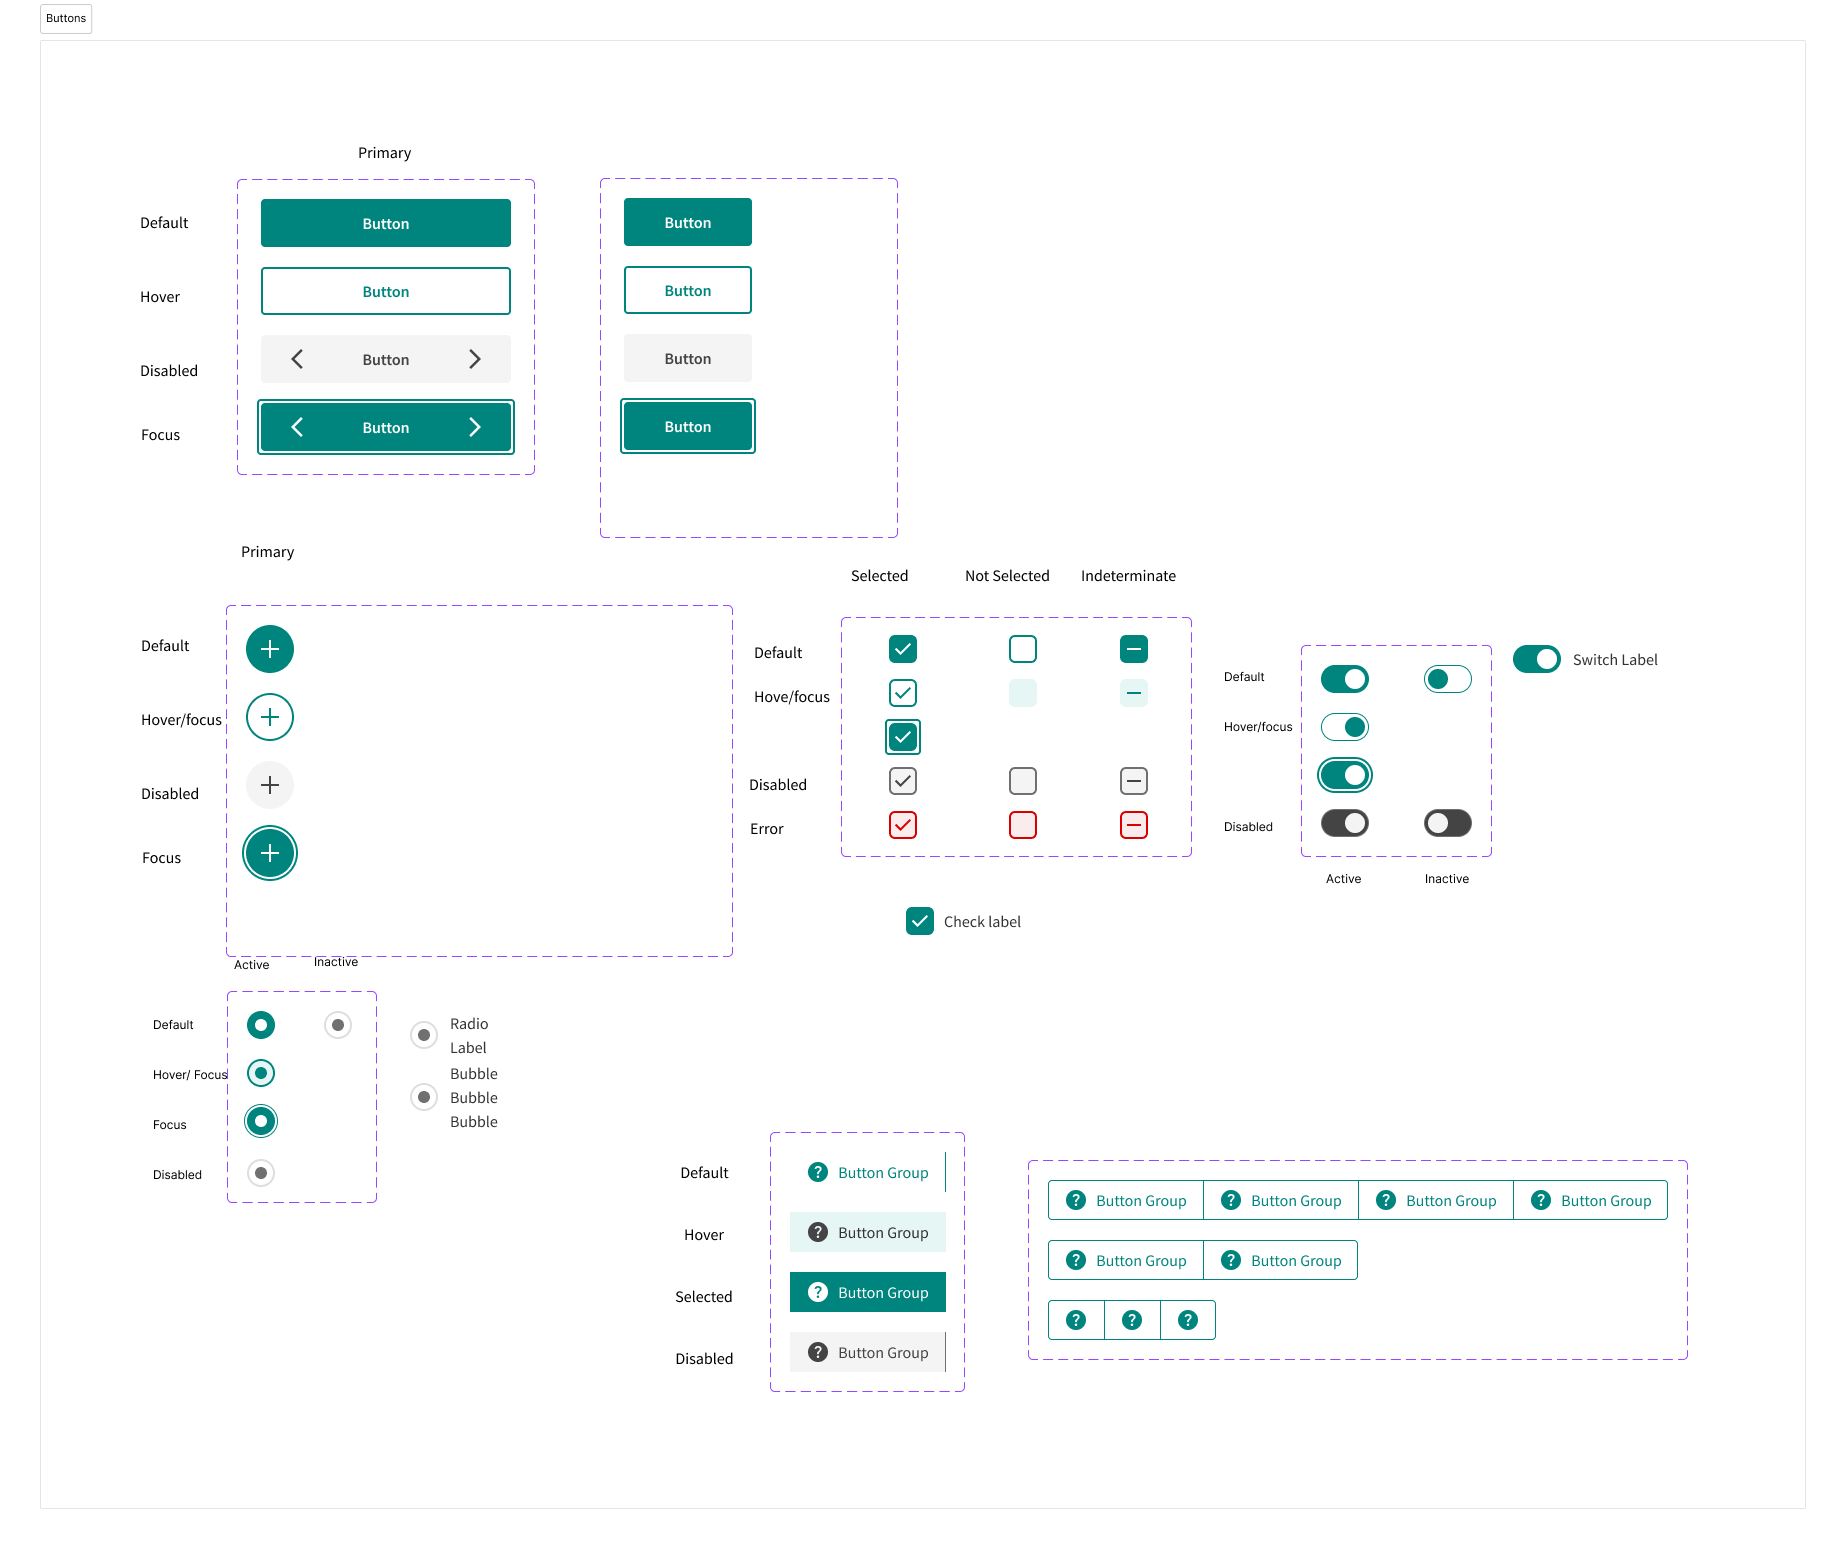 Buttons
Primary
Default
Button
Button
Hover
Button
Button
Disabled
Button
Button
Focus
Button
Button
Primary
Default
Hover/focus
Disabled
Focus
Selected
Not Selected
Indeterminate
Default
Hove/focus
Disabled
Error
Check label
Default
Hover/focus
Disabled
Active
Inactive
Switch Label
Active
Inactive
Default
Hover/ Focus
Focus
Disabled
Radio
Label
Bubble
Bubble
Bubble
Default
Button Group
Hover
Button Group
Selected
Button Group
Disabled
Button Group
Button Group Button Group Button Group Button Group
Button Group Button Group